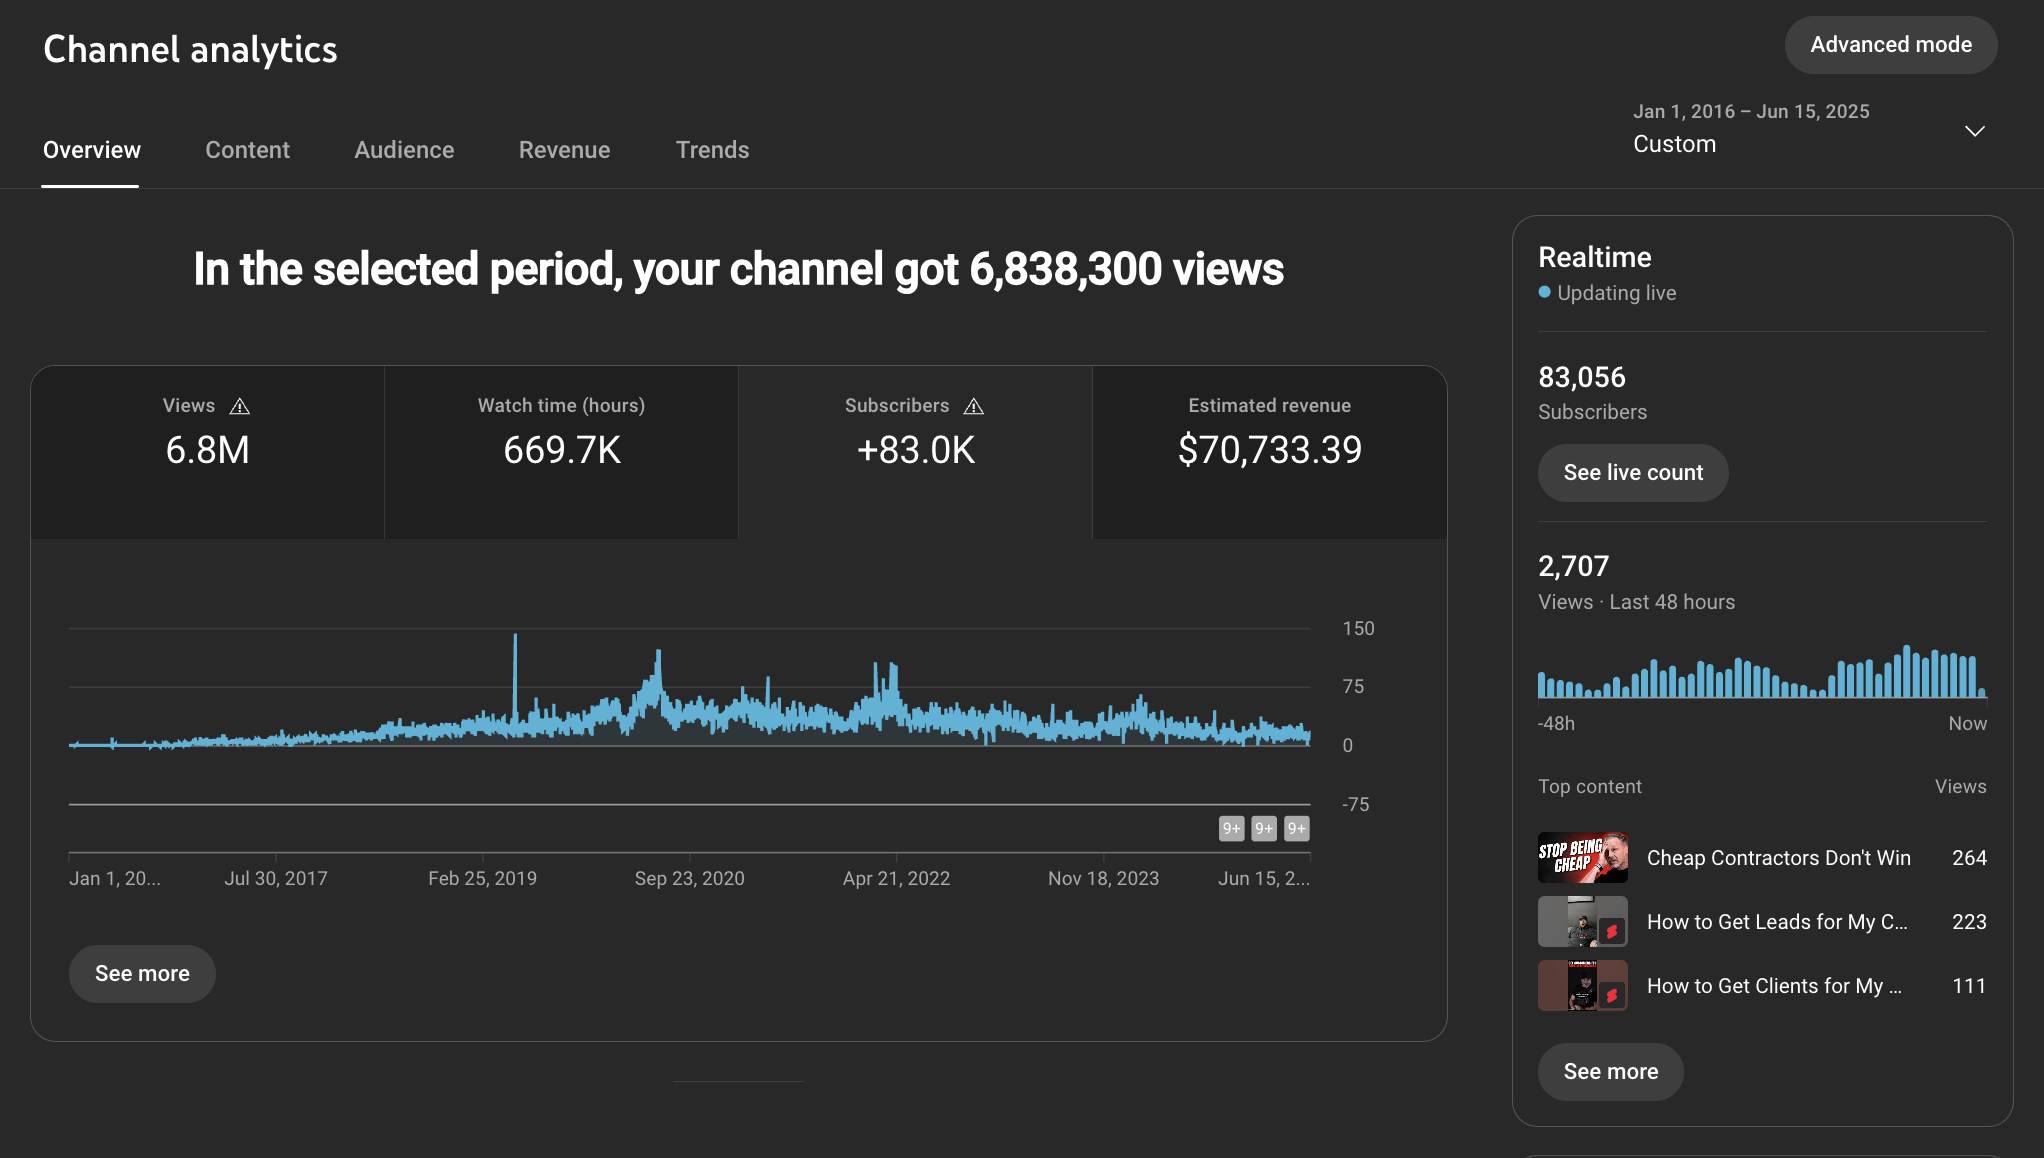 Channel analytics
Advanced mode
Overview
Content
Audience
Revenue
Trends
Jan 1, 2016 – Jun 15, 2025
Custom
In the selected period, your channel got 6,838,300 views
Views
6.8M
Watch time (hours)
669.7K
Subscribers
+83.0K
Estimated revenue
$70,733.39
150
75
0
-75
9+ 9+ 9+
Jan 1, 20...
Jul 30, 2017
Feb 25, 2019
Sep 23, 2020
Apr 21, 2022
Nov 18, 2023
Jun 15, 2...
See more
Realtime
Updating live
83,056
Subscribers
See live count
2,707
Views · Last 48 hours
-48h
Now
Top content
Views
STOP BEING
CHEAP
Cheap Contractors Don't Win
264
How to Get Leads for My C...
223
How to Get Clients for My ...
111
See more